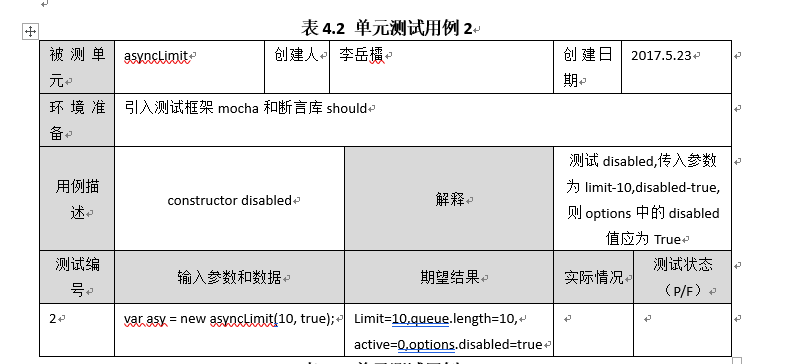 表 4.2 单元测试用例 2
被测单元 asyncLimit 创建人 李岳擂 创建日期 2017.5.23
环境准备 引入测试框架 mocha 和断言库 should
用例描述 constructor disabled 解释 测试 disabled,传入参数
为 limit-10,disabled-true,
则 options 中的 disabled
值应为 True
测试编号 输入参数和数据 期望结果 实际情况 测试状态
（P/F）
2 var asy = new asyncLimit(10, true); Limit=10,queue.length=10,
active=0,options.disabled=true